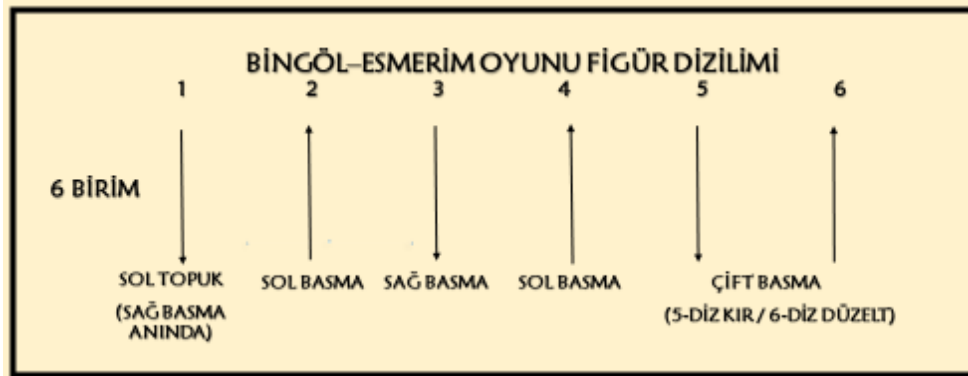 BİNGÖL–ESMERİM OYUNU FİGÜR DİZİLİMİ
1 2 3 4 5 6
6 BİRİM
SOL TOPUK SOL BASMA SAĞ BASMA SOL BASMA ÇİFT BASMA
(SAĞ BASMA ANINDA) (5-DİZ KIR / 6-DİZ DÜZELT)